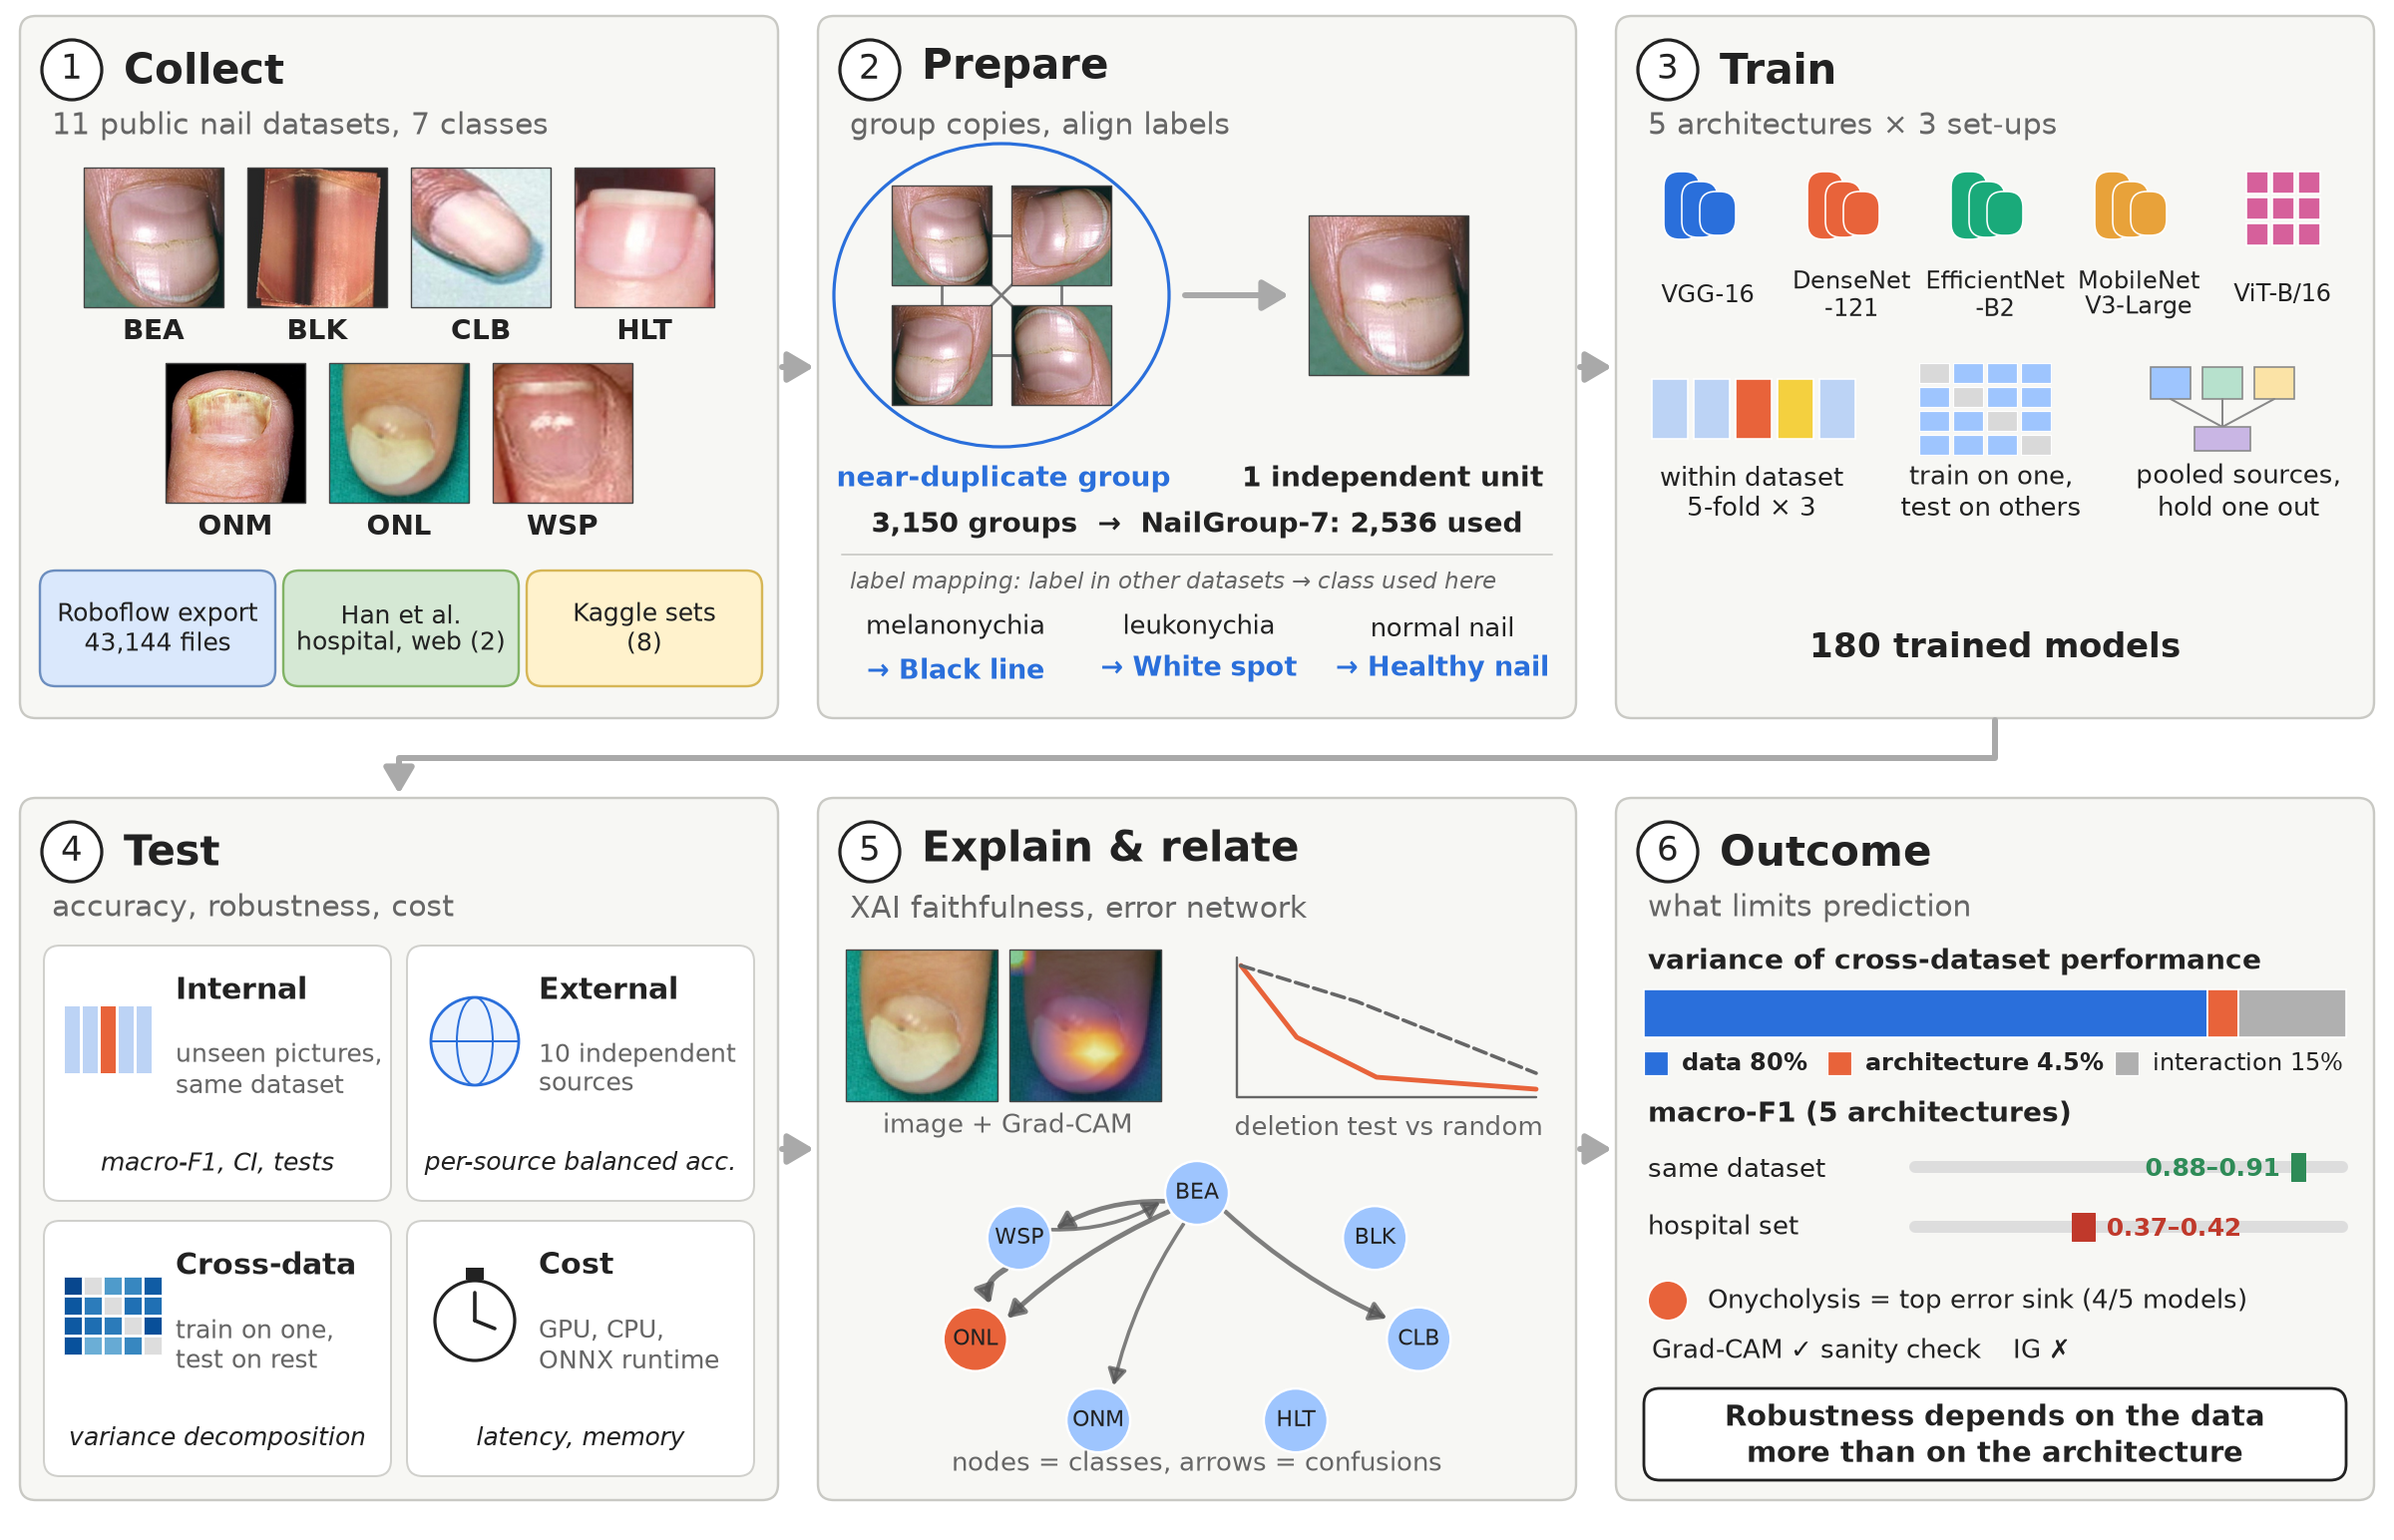 1 Collect
11 public nail datasets, 7 classes
BEA BLK CLB HLT
ONM ONL WSP
Roboflow export
43,144 files
Han et al.
hospital, web (2)
Kaggle sets
(8)
2 Prepare
group copies, align labels
near-duplicate group
1 independent unit
3,150 groups → NailGroup-7: 2,536 used
label mapping: label in other datasets → class used here
melanonychia
→ Black line
leukonychia
→ White spot
normal nail
→ Healthy nail
3 Train
5 architectures × 3 set-ups
VGG-16
DenseNet
-121
EfficientNet
-B2
MobileNet
V3-Large
ViT-B/16
within dataset
5-fold × 3
train on one,
test on others
pooled sources,
hold one out
180 trained models
4 Test
accuracy, robustness, cost
Internal
unseen pictures,
same dataset
macro-F1, CI, tests
External
10 independent
sources
per-source balanced acc.
Cross-data
train on one,
test on rest
variance decomposition
Cost
GPU, CPU,
ONNX runtime
latency, memory
5 Explain & relate
XAI faithfulness, error network
image + Grad-CAM
deletion test vs random
BEA
WSP
BLK
ONL
CLB
ONM
HLT
nodes = classes, arrows = confusions
6 Outcome
what limits prediction
variance of cross-dataset performance
data 80% architecture 4.5% interaction 15%
macro-F1 (5 architectures)
same dataset 0.88–0.91
hospital set 0.37–0.42
Onycholysis = top error sink (4/5 models)
Grad-CAM ✓ sanity check IG ✗
Robustness depends on the data
more than on the architecture